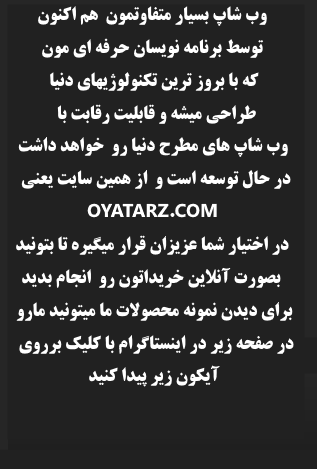 وب شاپ بسیار متفاوتمون هم اکنون
توسط برنامه نویسان حرفه ای مون
که با بروز ترین تکنولوژیهای دنیا
طراحی میشه و قابلیت رقابت با
وب شاپ های مطرح دنیا رو خواهد داشت
در حال توسعه است و از همین سایت یعنی
OYATARZ.COM
در اختیار شما عزیزان قرار میگیره تا بتونید
بصورت آنلاین خریداتون رو انجام بدید
برای دیدن نمونه محصولات ما میتونید مارو
در صفحه زیر در اینستاگرام با کلیک برروی
آیکون زیر پیدا کنید